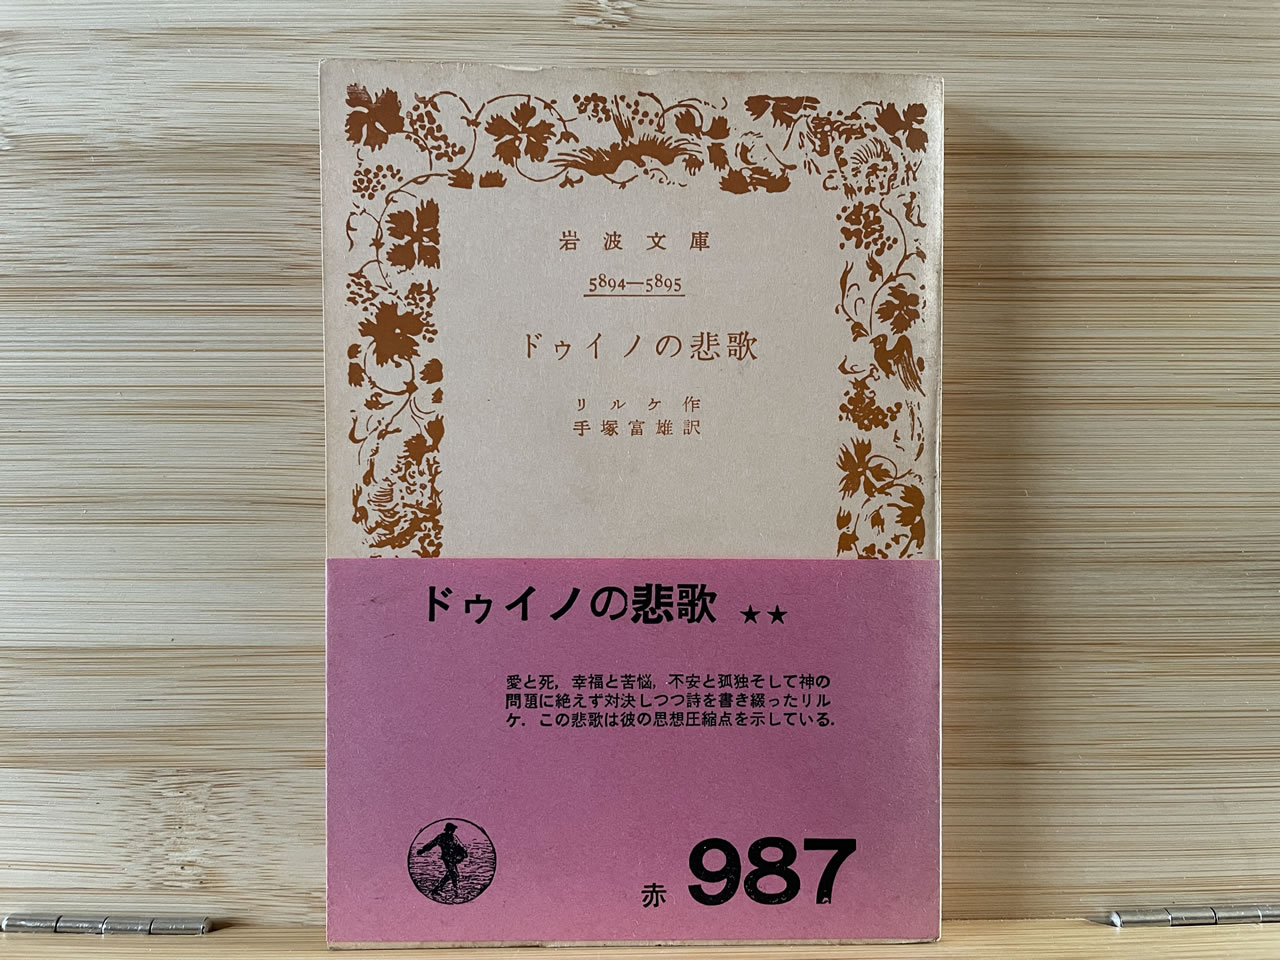 岩波文庫
5894—5895
ドゥイノの悲歌
リルケ作
手塚富雄訳
ドゥイノの悲歌 ★★
愛と死，幸福と苦悩，不安と孤独そして神の
問題に絶えず対決しつつ詩を書き綴ったリル
ケ．この悲歌は彼の思想圧縮点を示している．
赤 987